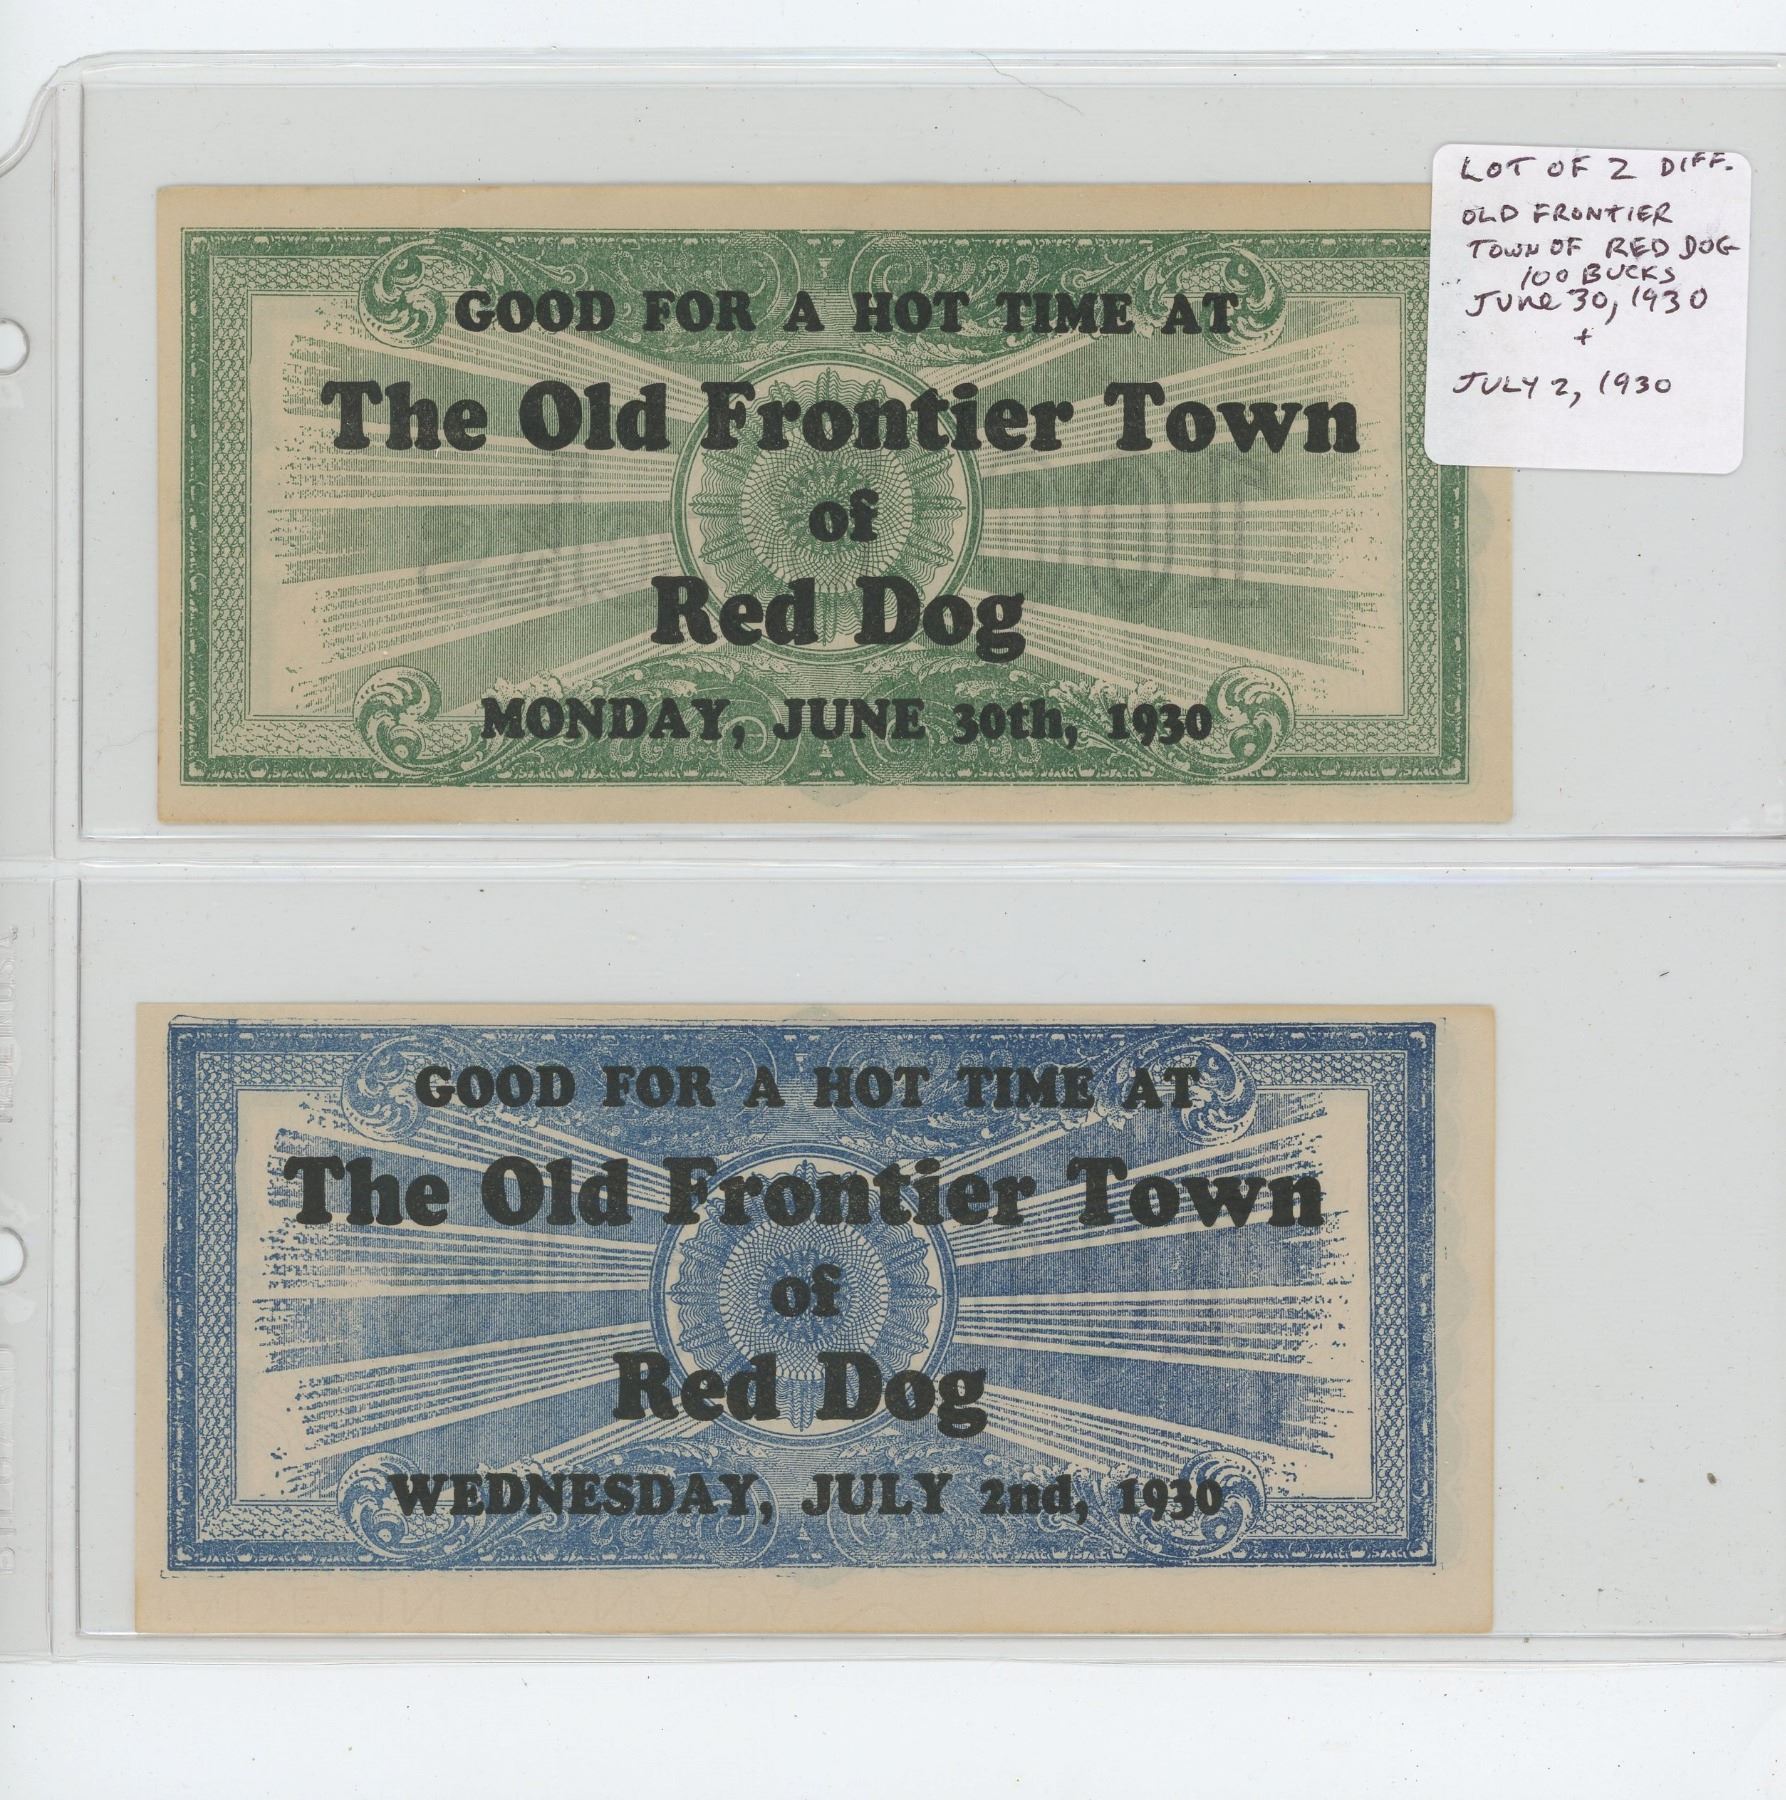 LOT OF 2 DIFF.
OLD FRONTIER
TOWN OF RED DOG
100 BUCKS
June 30, 1930
+
JULY 2, 1930
GOOD FOR A HOT TIME AT
The Old Frontier Town
of
Red Dog
MONDAY, JUNE 30th, 1930
GOOD FOR A HOT TIME AT
The Old Frontier Town
of
Red Dog
WEDNESDAY, JULY 2nd, 1930